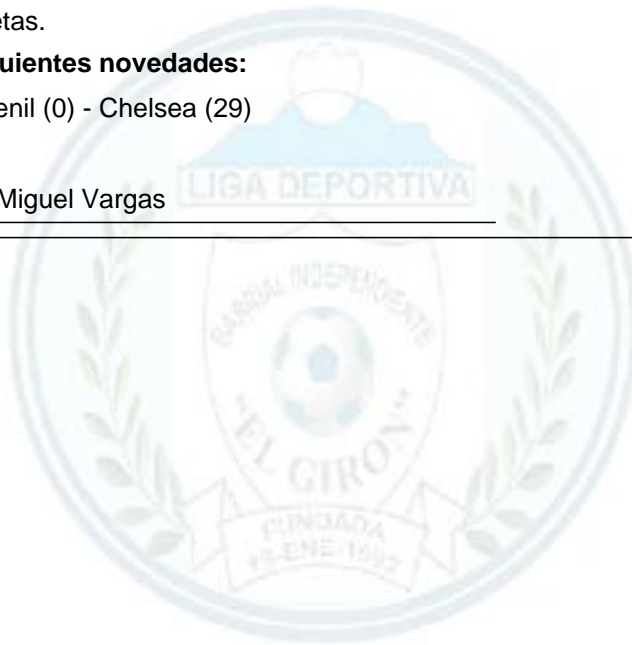 etas.
uientes novedades:
enil (0) - Chelsea (29)
Miguel Vargas
LIGA DEPORTIVA
BARRIAL INDEPENDIENTE
"EL GIRON"
FUNDADA